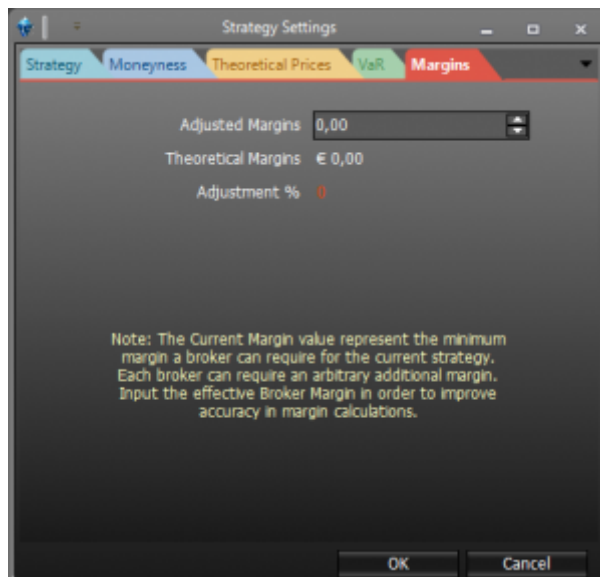 Strategy Settings
Strategy Moneyness Theoretical Prices VaR Margins
Adjusted Margins 0,00
Theoretical Margins € 0,00
Adjustment % 0
Note: The Current Margin value represent the minimum
margin a broker can require for the current strategy.
Each broker can require an arbitrary additional margin.
Input the effective Broker Margin in order to improve
accuracy in margin calculations.
OK Cancel